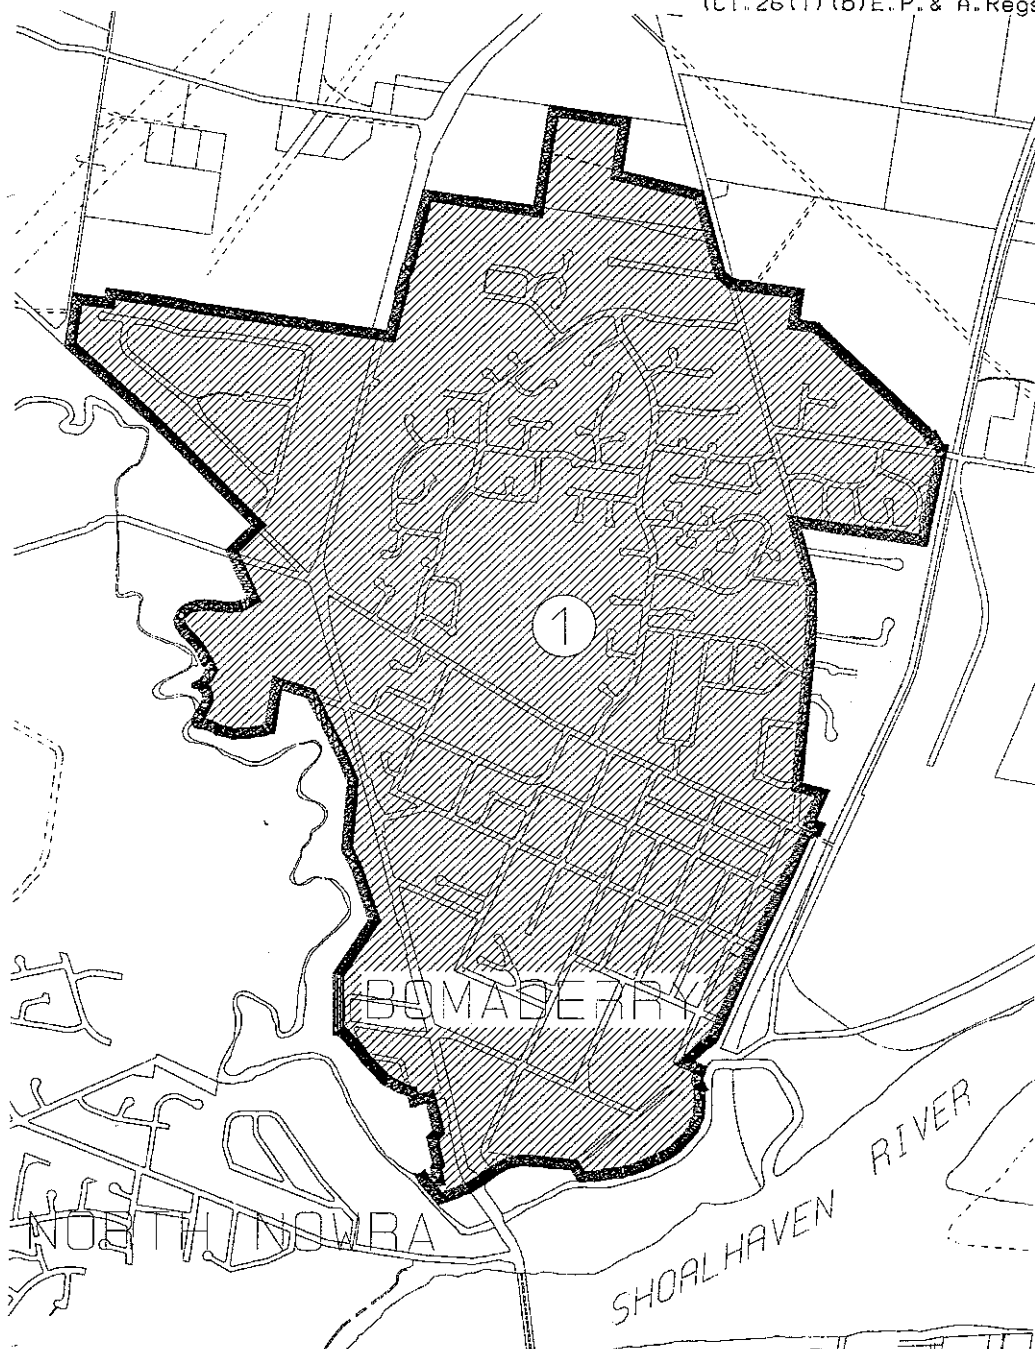 (Cl.26(1)(b)E.P.& A.Regs
1
BOMADERRY
RIVER
SHOALHAVEN
NORTH NOWRA